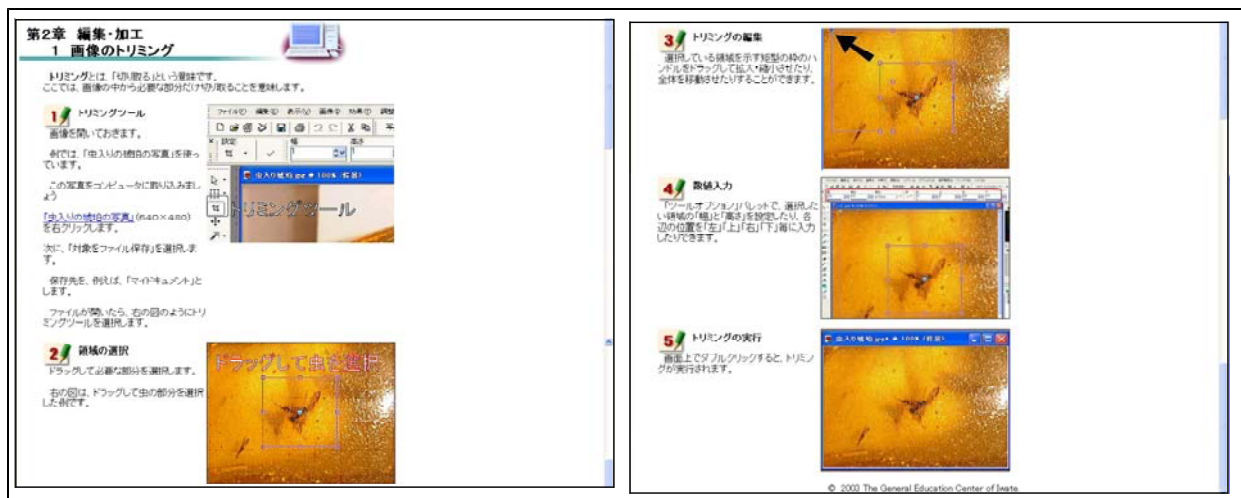 第2章 編集・加工
1 画像のトリミング
トリミングとは、「切り取る」という意味です。
ここでは、画像の中から必要な部分だけ切り取ることを意味します。
1 トリミングツール
画像を開いておきます。
例では、「虫入りの琥珀の写真」を使っ
ています。
この写真をコンピュータに取り込みまし
ょう
「虫入りの琥珀の写真」(640×480)
を右クリックします。
次に、「対象をファイル保存」を選択しま
す。
保存先を、例えば、「マイドキュメント」と
します。
ファイルが開いたら、右の図のようにトリ
ミングツールを選択します。
設定
幅
高さ
トリミングツール
2 領域の選択
ドラッグして必要な部分を選択します。
右の図は、ドラッグして虫の部分を選択
した例です。
ドラッグして虫を選択
3 トリミングの編集
選択している領域を示す矩型の枠のハ
ンドルをドラッグして拡大・縮小させたり、
全体を移動させたりすることができます。
4 数値入力
「ツールオプション」パレットで、選択した
い領域の「幅」と「高さ」を設定したり、各
辺の位置を「左」「上」「右」「下」毎に入力
したりできます。
5 トリミングの実行
画面上でダブルクリックすると、トリミン
グが実行されます。
© 2003 The General Education Center of Iwate